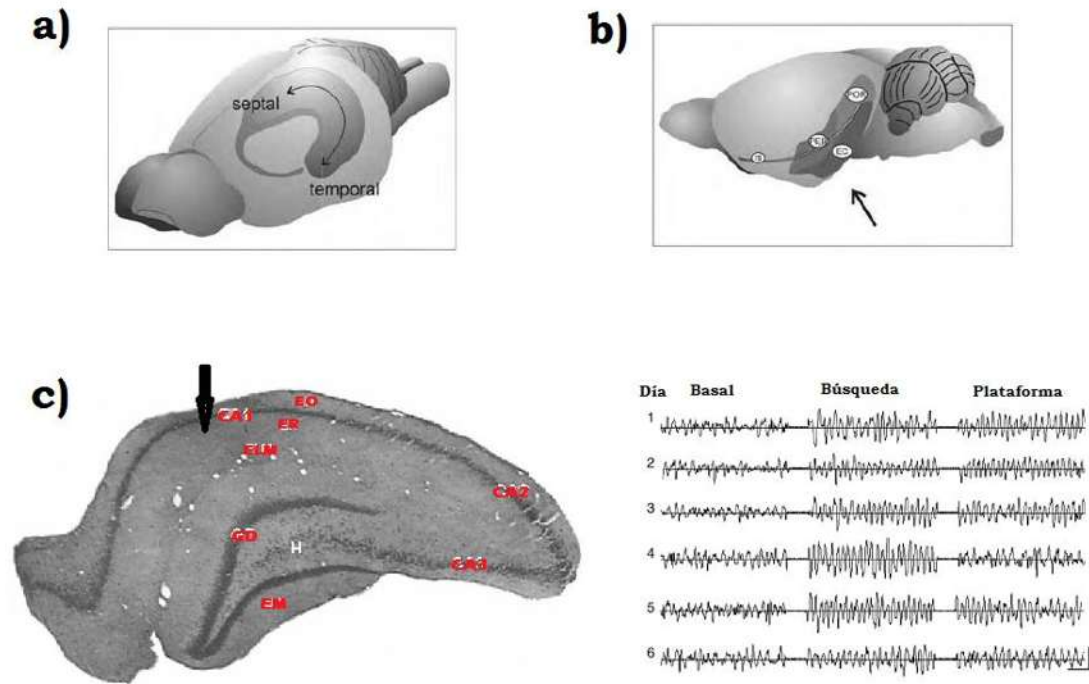 a)
septal
temporal
b)
POR
PER
EC
c)
EO
CA1
ER
ELM
CA2
GD
H
CA3
EM
Día Basal Búsqueda Plataforma
1
2
3
4
5
6